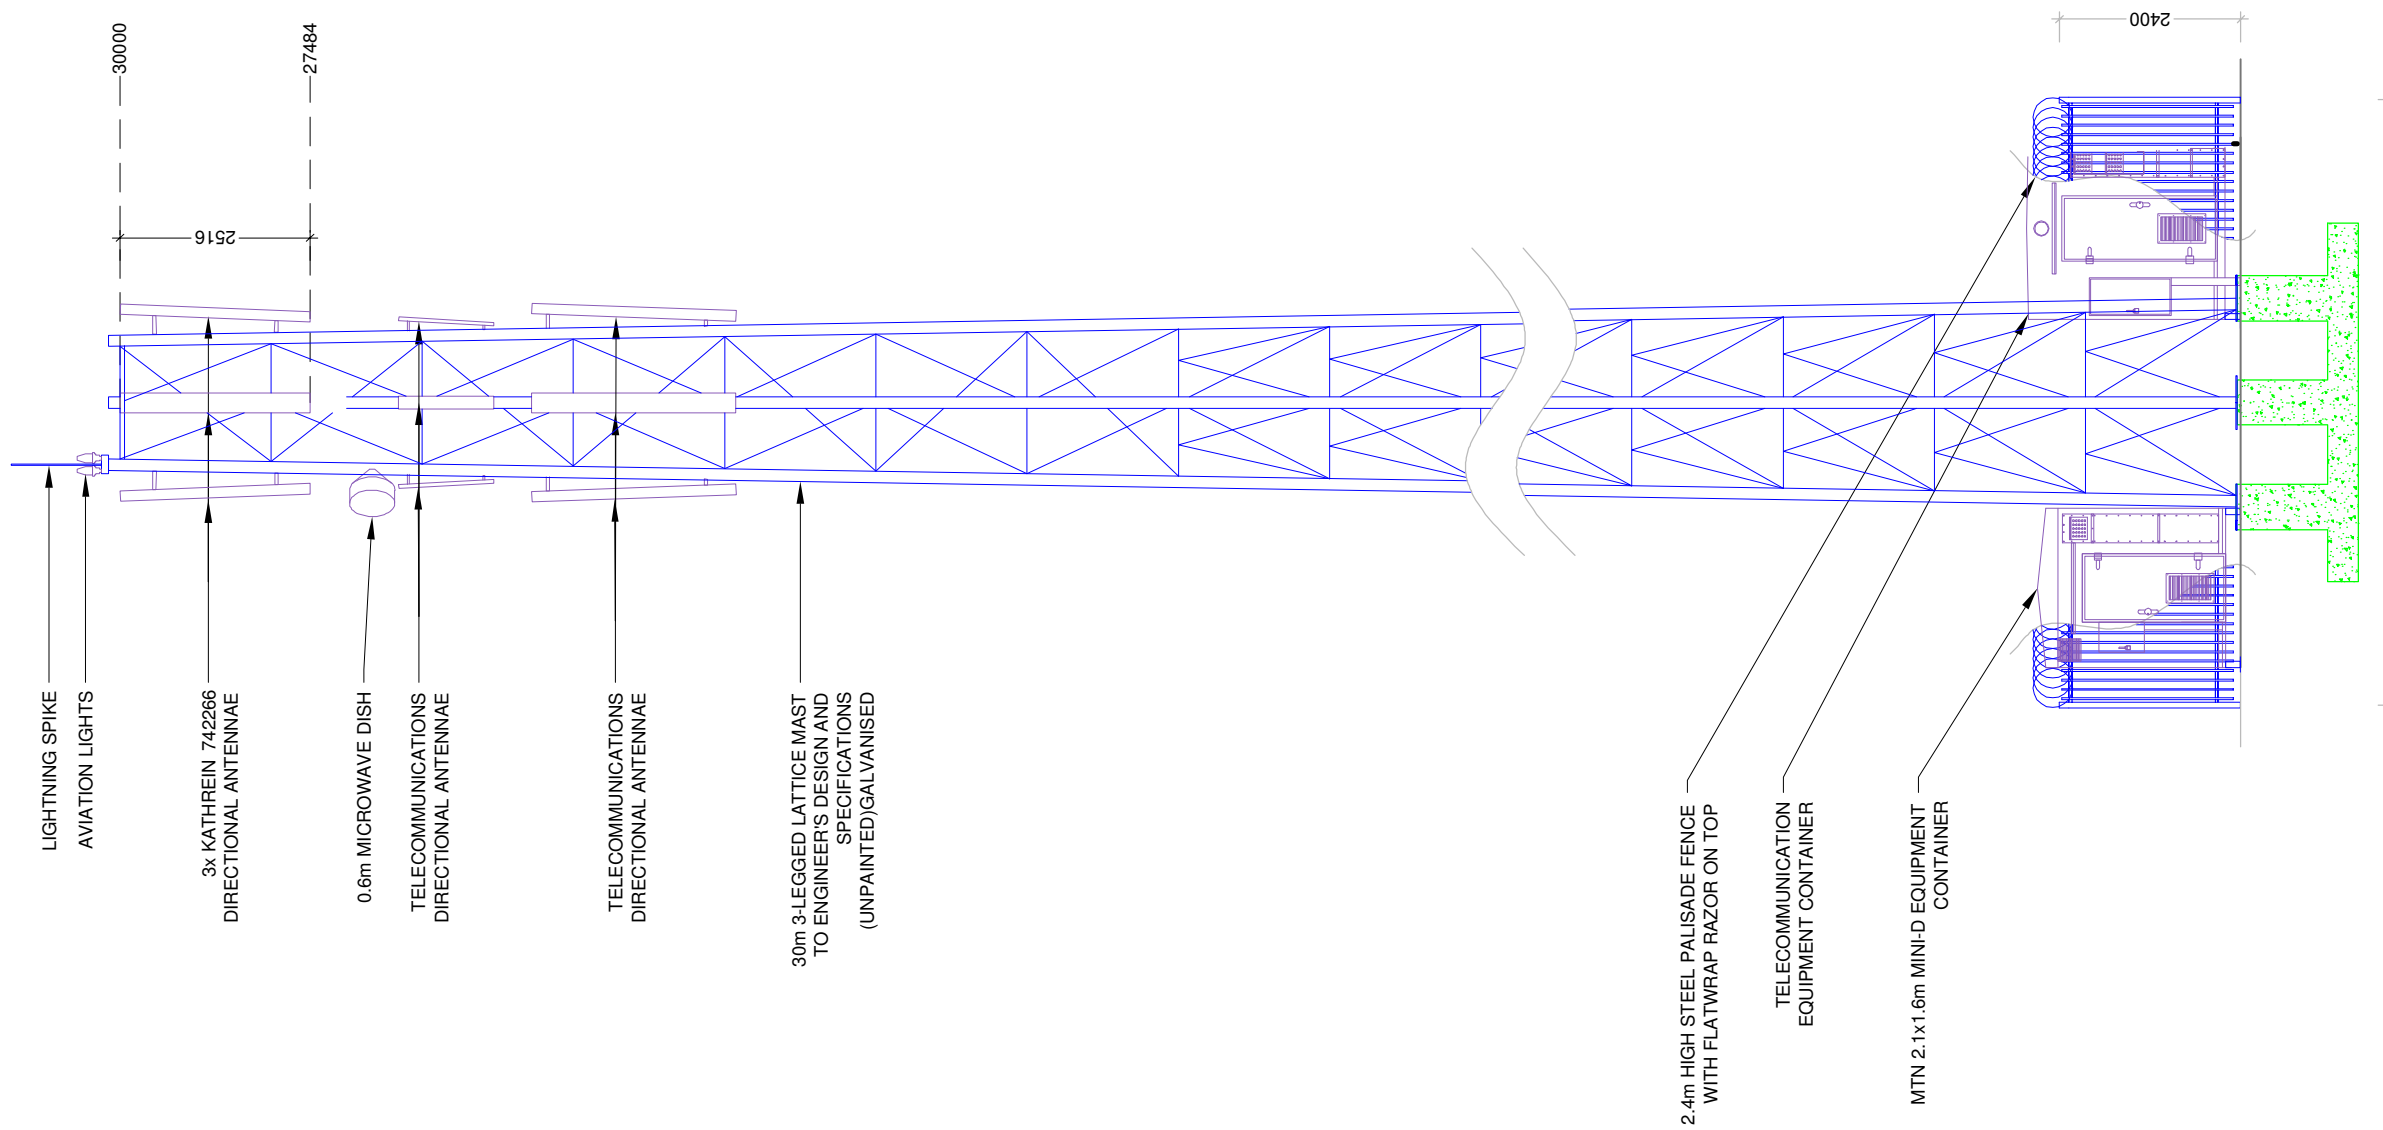 30000
27484
2516
2400
LIGHTNING SPIKE
AVIATION LIGHTS
3x KATHREIN 742266
DIRECTIONAL ANTENNAE
0.6m MICROWAVE DISH
TELECOMMUNICATIONS
DIRECTIONAL ANTENNAE
TELECOMMUNICATIONS
DIRECTIONAL ANTENNAE
30m 3-LEGGED LATTICE MAST
TO ENGINEER'S DESIGN AND
SPECIFICATIONS
(UNPAINTED)GALVANISED
2.4m HIGH STEEL PALISADE FENCE
WITH FLATWRAP RAZOR ON TOP
TELECOMMUNICATION
EQUIPMENT CONTAINER
MTN 2.1x1.6m MINI-D EQUIPMENT
CONTAINER